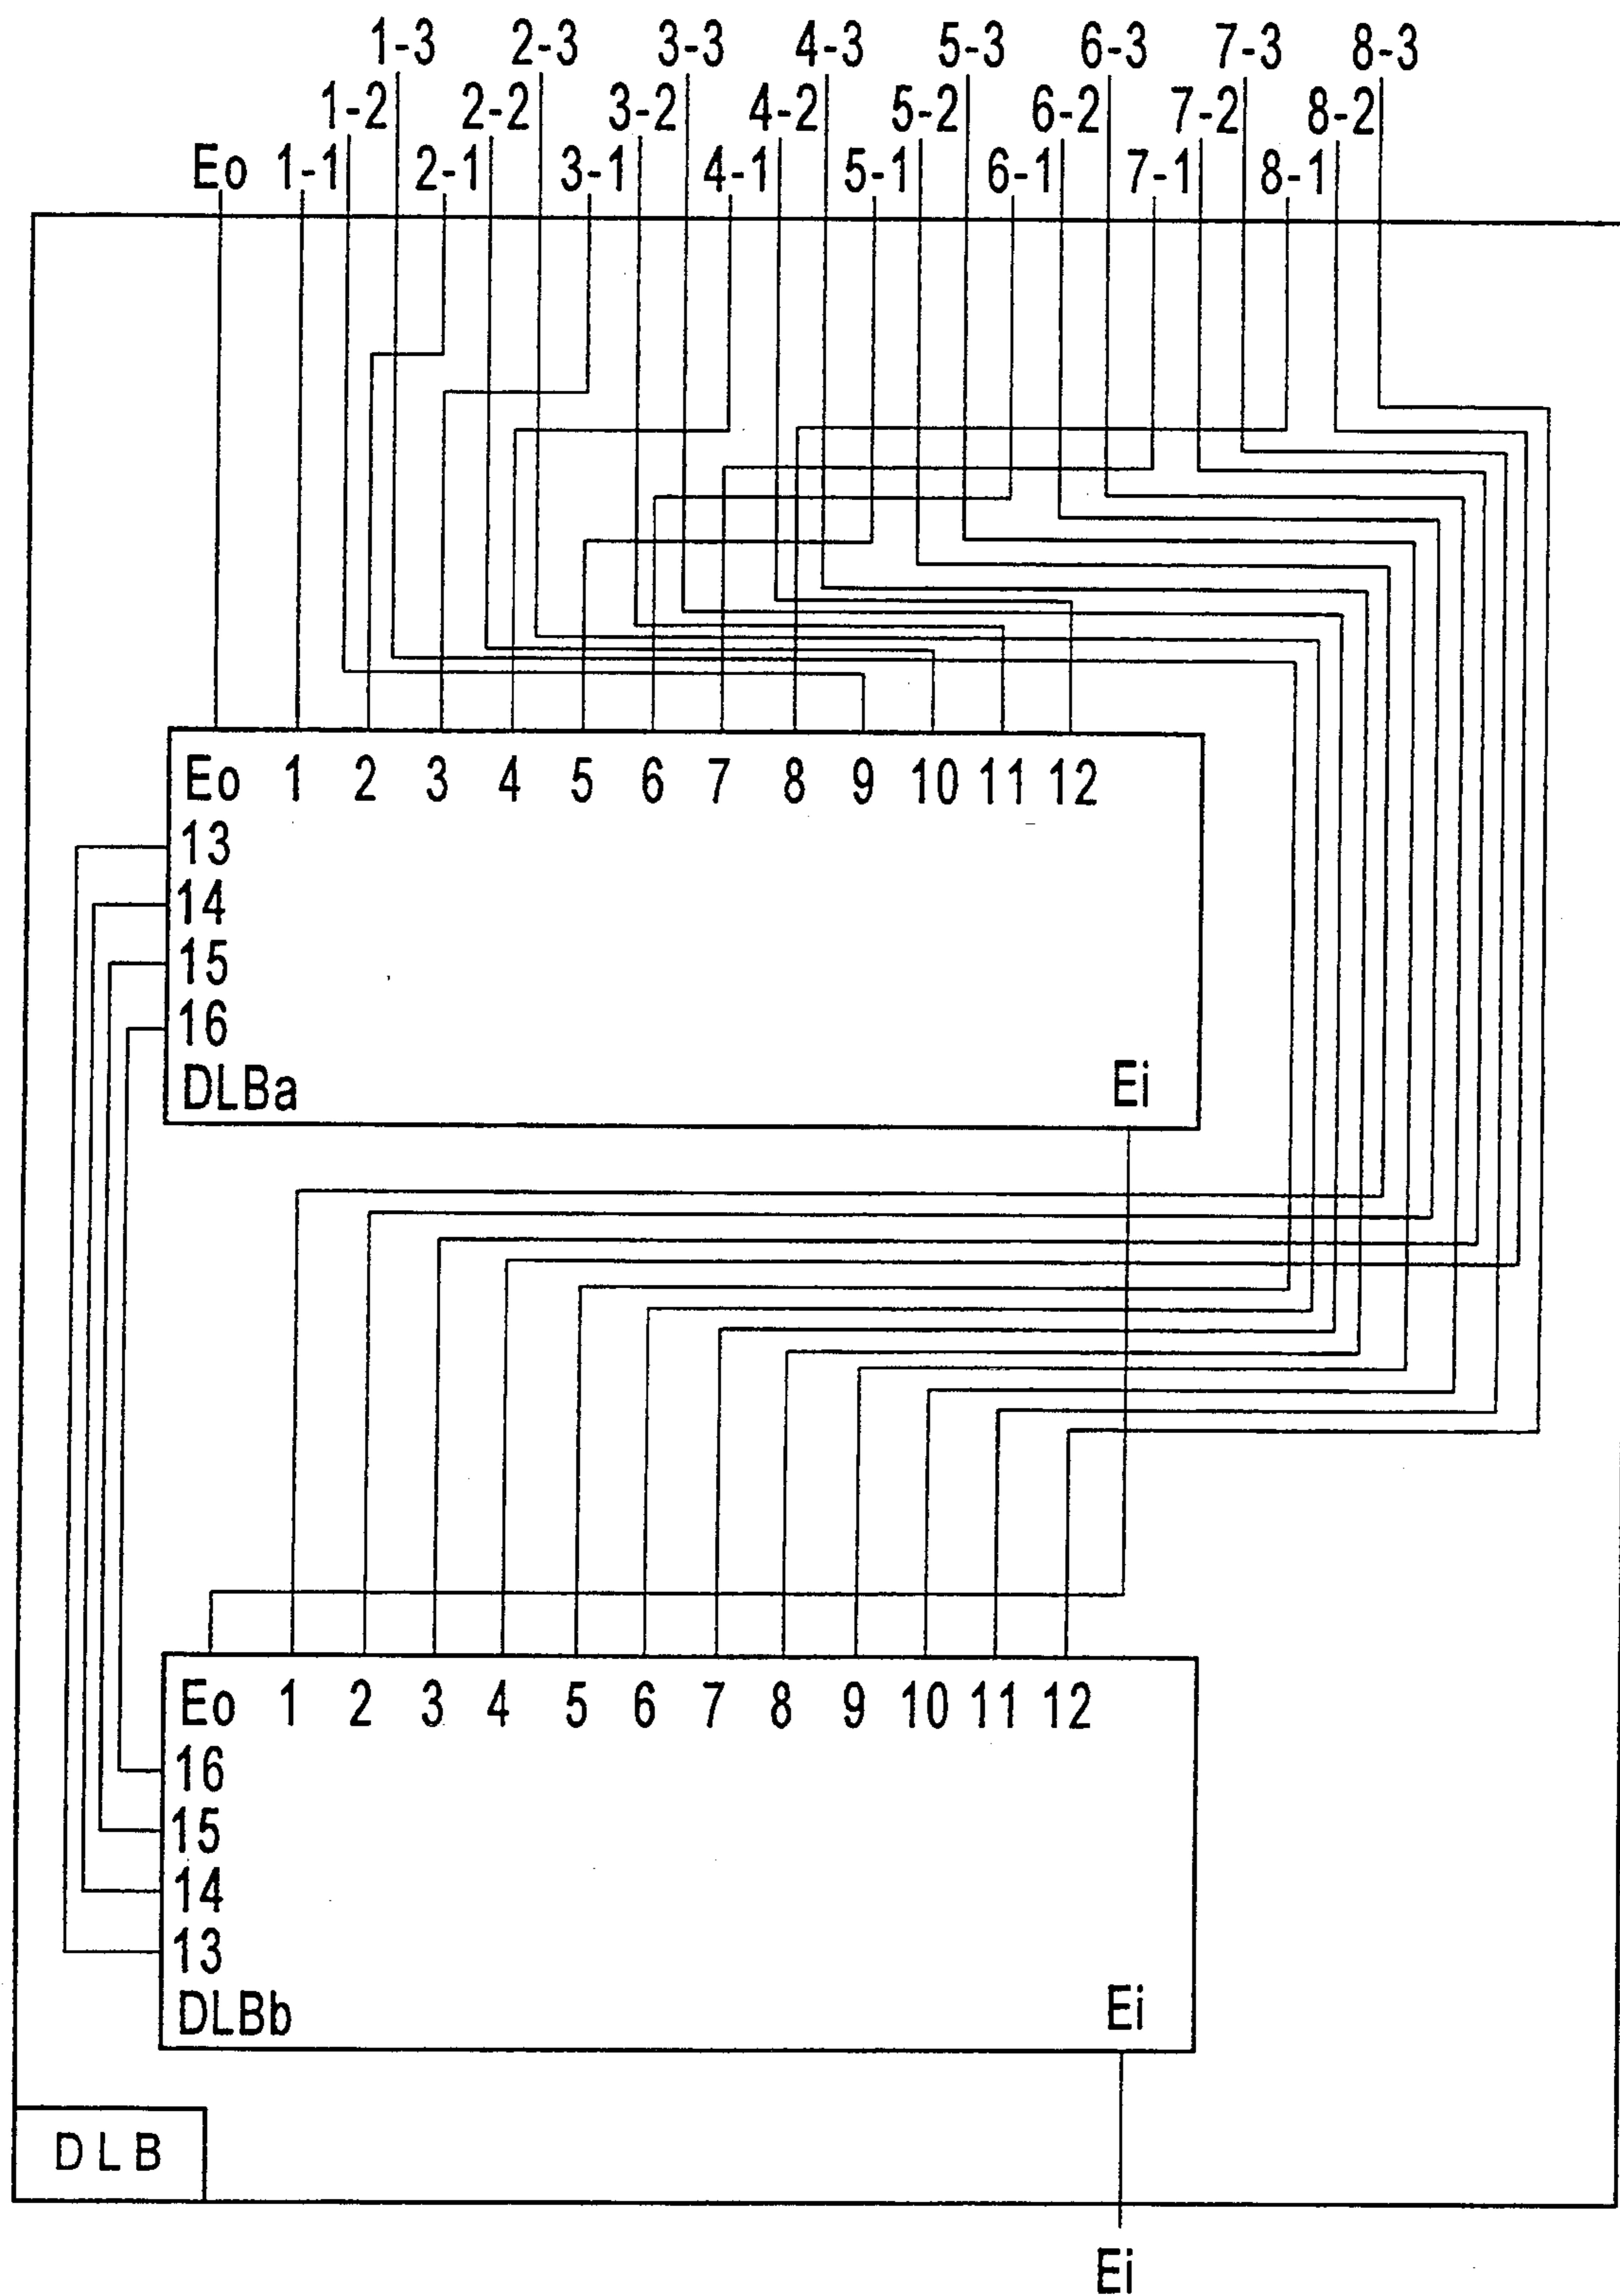 1-3 2-3 3-3 4-3 5-3 6-3 7-3 8-3
1-2 2-2 3-2 4-2 5-2 6-2 7-2 8-2
Eo 1-1 2-1 3-1 4-1 5-1 6-1 7-1 8-1
Eo 1 2 3 4 5 6 7 8 9 10 11 12
13
14
15
16
DLBa Ei
Eo 1 2 3 4 5 6 7 8 9 10 11 12
16
15
14
13
DLBb Ei
DLB
Ei